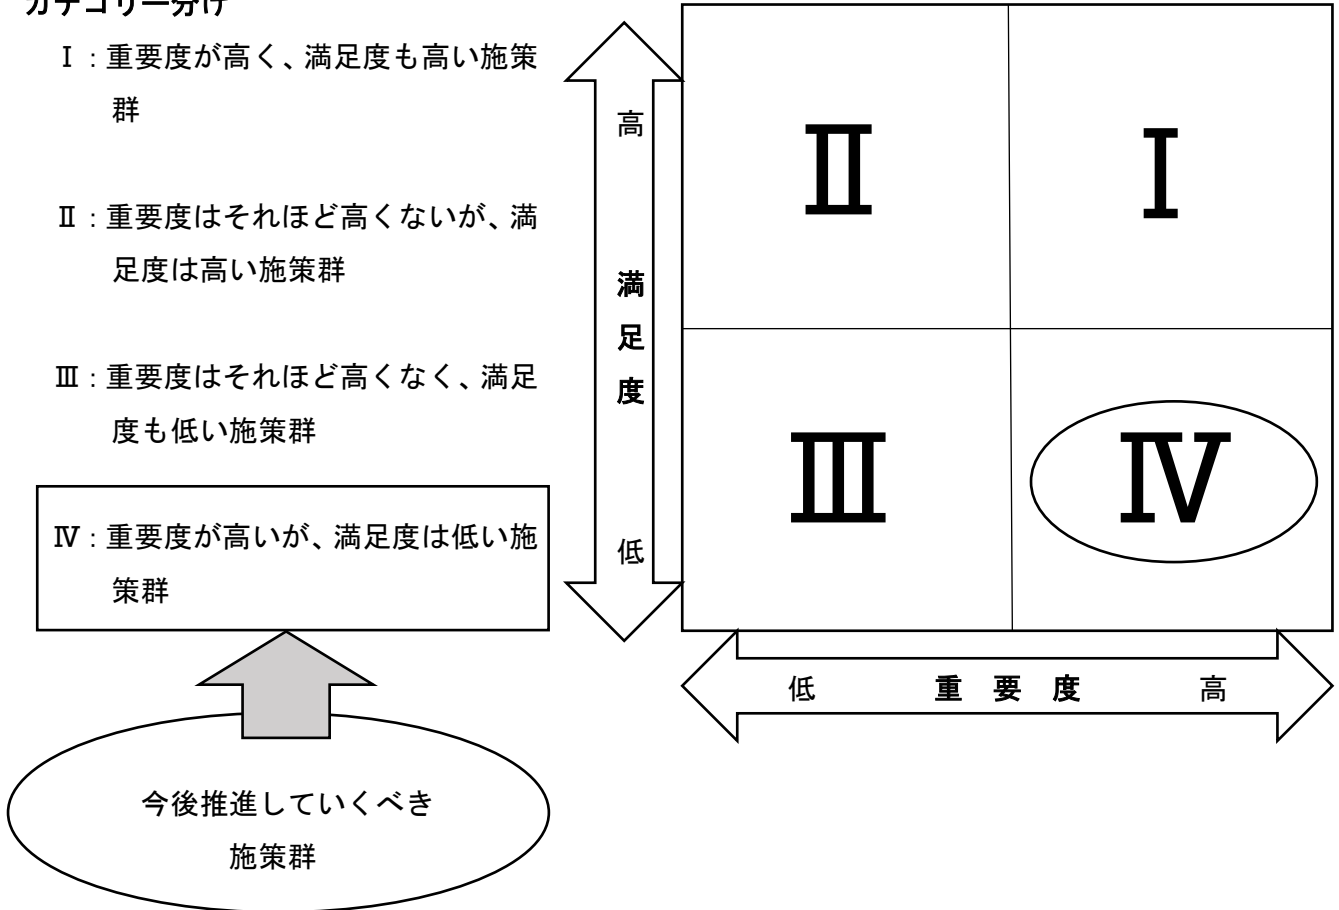 カテゴリー分け
Ⅰ：重要度が高く、満足度も高い施策
群
Ⅱ：重要度はそれほど高くないが、満
足度は高い施策群
Ⅲ：重要度はそれほど高くなく、満足
度も低い施策群
Ⅳ：重要度が高いが、満足度は低い施
策群
今後推進していくべき
施策群
高
満
足
度
低
Ⅱ
Ⅰ
Ⅲ
Ⅳ
低 重要度 高